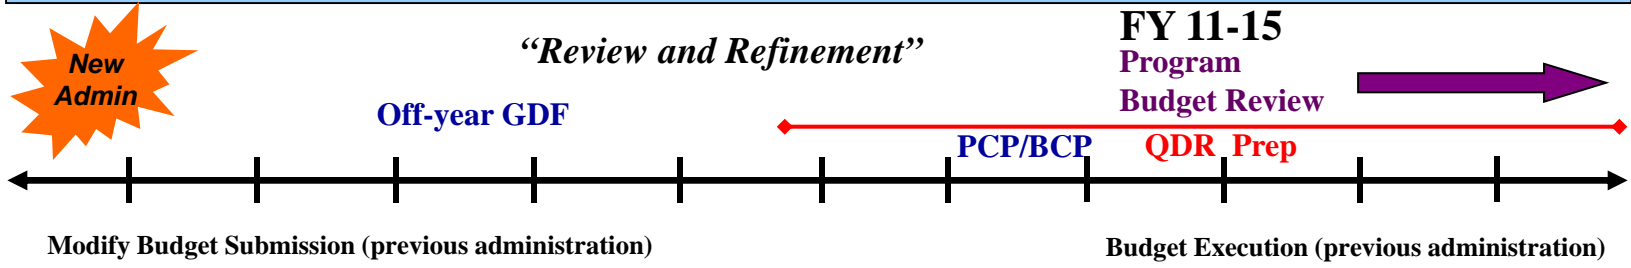 New
Admin
“Review and Refinement”
FY 11-15
Program
Budget Review
Off-year GDF
PCP/BCP
QDR Prep
Modify Budget Submission (previous administration)
Budget Execution (previous administration)